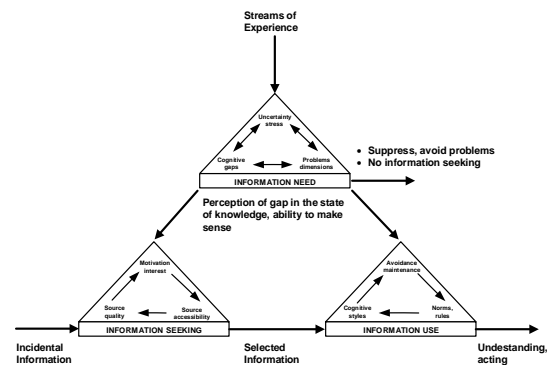 Streams of
Experience
Uncertainty
stress
Cognitive
gaps
Problems
dimensions
INFORMATION NEED
• Suppress, avoid problems
• No information seeking
Perception of gap in the state
of knowledge, ability to make
sense
Motivation
interest
Source
quality
Source
accessibility
INFORMATION SEEKING
Avoidance
maintenance
Cognitive
styles
Norms,
rules
INFORMATION USE
Incidental
Information
Selected
Information
Undestanding,
acting